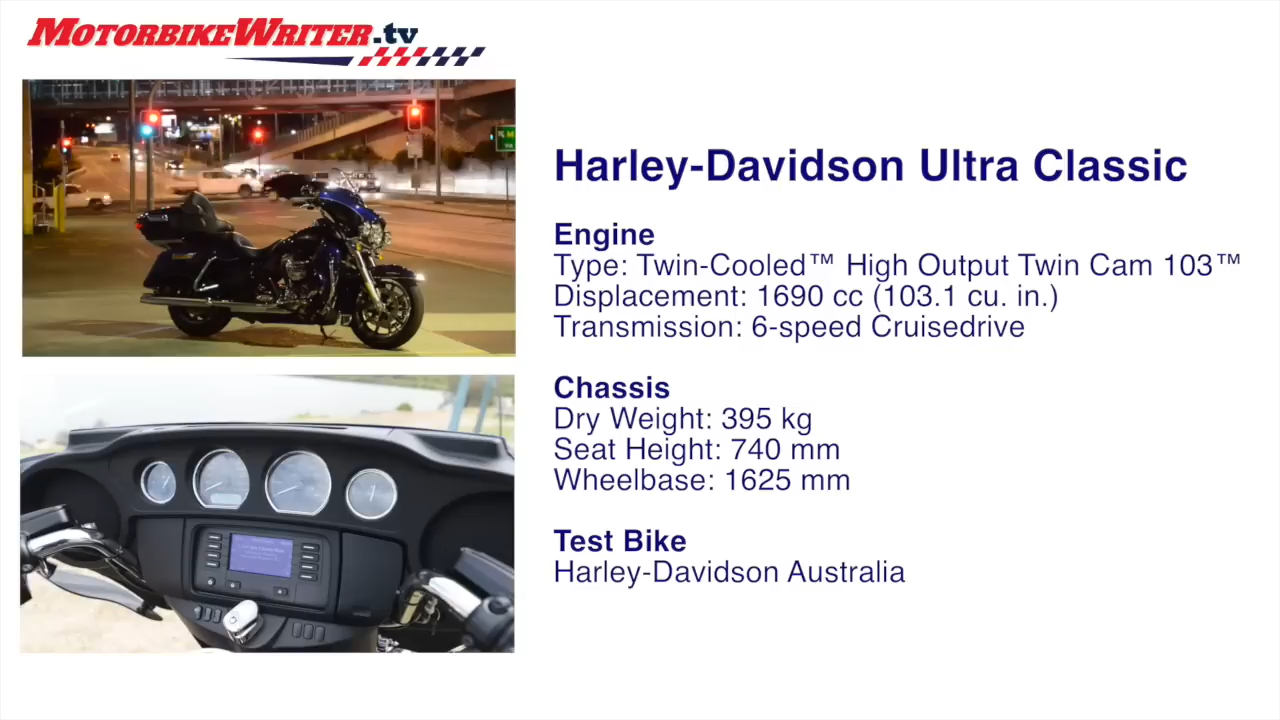 MotorbikeWriter.tv
Harley-Davidson Ultra Classic
Engine
Type: Twin-Cooled™ High Output Twin Cam 103™
Displacement: 1690 cc (103.1 cu. in.)
Transmission: 6-speed Cruisedrive
Chassis
Dry Weight: 395 kg
Seat Height: 740 mm
Wheelbase: 1625 mm
Test Bike
Harley-Davidson Australia